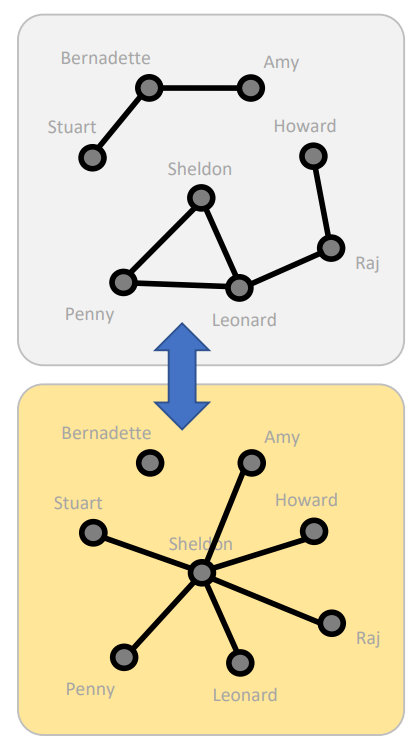 Bernadette
Amy
Stuart
Howard
Sheldon
Raj
Penny
Leonard
Bernadette
Amy
Stuart
Howard
Sheldon
Raj
Penny
Leonard